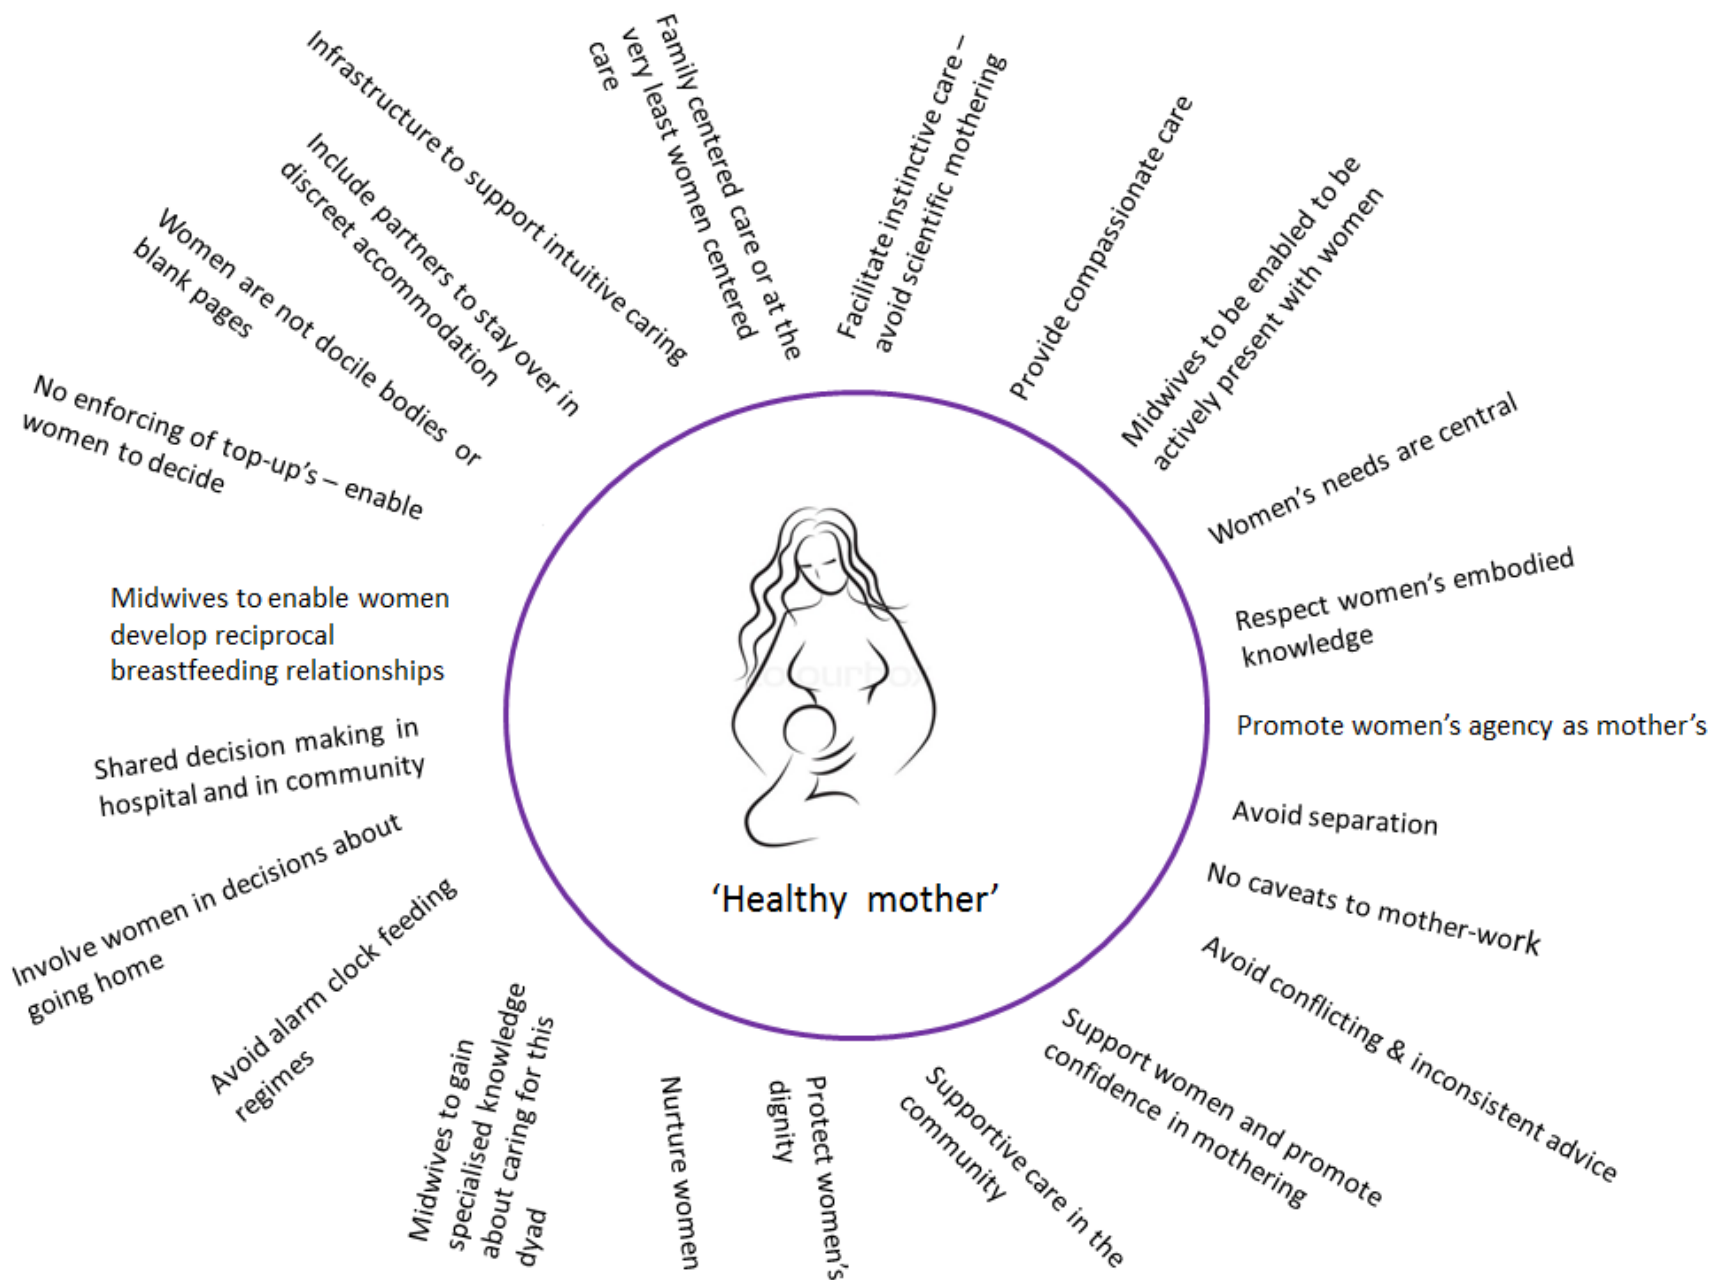 Family centered care or at the
very least women centered
care
Facilitate instinctive care –
avoid scientific mothering
Provide compassionate care
Midwives to be enabled to be
actively present with women
Women's needs are central
Respect women's embodied
knowledge
Promote women's agency as mother's
Avoid separation
No caveats to mother-work
Avoid conflicting & inconsistent advice
Support women and promote
confidence in mothering
Supportive care in the
community
Protect women's
dignity
Nurture women
Midwives to gain
specialised knowledge
about caring for this
dyad
Avoid alarm clock feeding
regimes
Involve women in decisions about
going home
Shared decision making in
hospital and in community
Midwives to enable women
develop reciprocal
breastfeeding relationships
No enforcing of top-up's – enable
women to decide
Women are not docile bodies or
blank pages
Include partners to stay over in
discreet accommodation
Infrastructure to support intuitive caring
'Healthy mother'